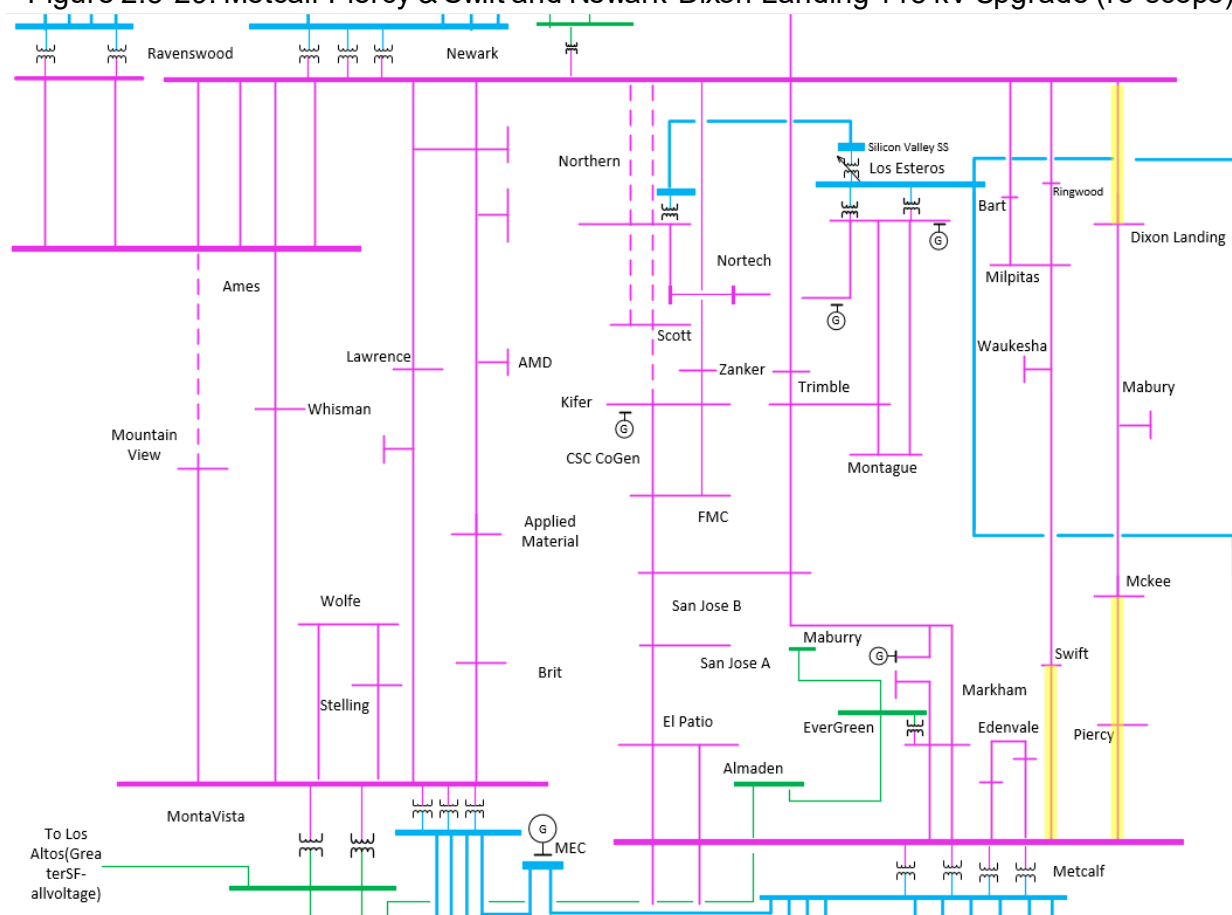 Figure 2.6-29: Metcalf-Piercy & Swift and Newark-Dixon Landing 115 kV Upgrade (re-scope)
Ravenswood
Newark
Northern
Silicon Valley SS
Los Esteros
Bart
Ringwood
Dixon Landing
G
Nortech
Milpitas
Ames
G
Scott
Waukesha
Lawrence
AMD
Zanker
Trimble
Mabury
Kifer
Whisman
G
Mountain
View
CSC CoGen
Montague
FMC
Applied
Material
Mckee
Wolfe
San Jose B
Maburry
G
Swift
San Jose A
Brit
Markham
Stelling
El Patio
EverGreen
Edenvale
Piercy
Almaden
MontaVista
G
To Los
Altos(Grea
terSF-
allvoltage)
MEC
Metcalf